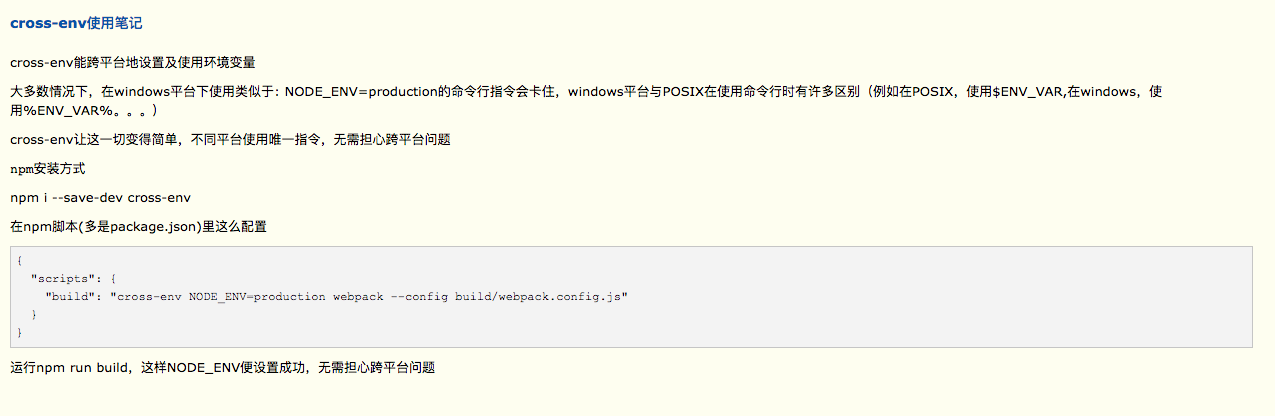 cross-env使用笔记
cross-env能跨平台地设置及使用环境变量
大多数情况下，在windows平台下使用类似于: NODE_ENV=production的命令行指令会卡住，windows平台与POSIX在使用命令行时有许多区别（例如在POSIX，使用$ENV_VAR,在windows，使
用%ENV_VAR%。。。）
cross-env让这一切变得简单，不同平台使用唯一指令，无需担心跨平台问题
npm安装方式
npm i --save-dev cross-env
在npm脚本(多是package.json)里这么配置
{
  "scripts": {
    "build": "cross-env NODE_ENV=production webpack --config build/webpack.config.js"
  }
}
运行npm run build，这样NODE_ENV便设置成功，无需担心跨平台问题